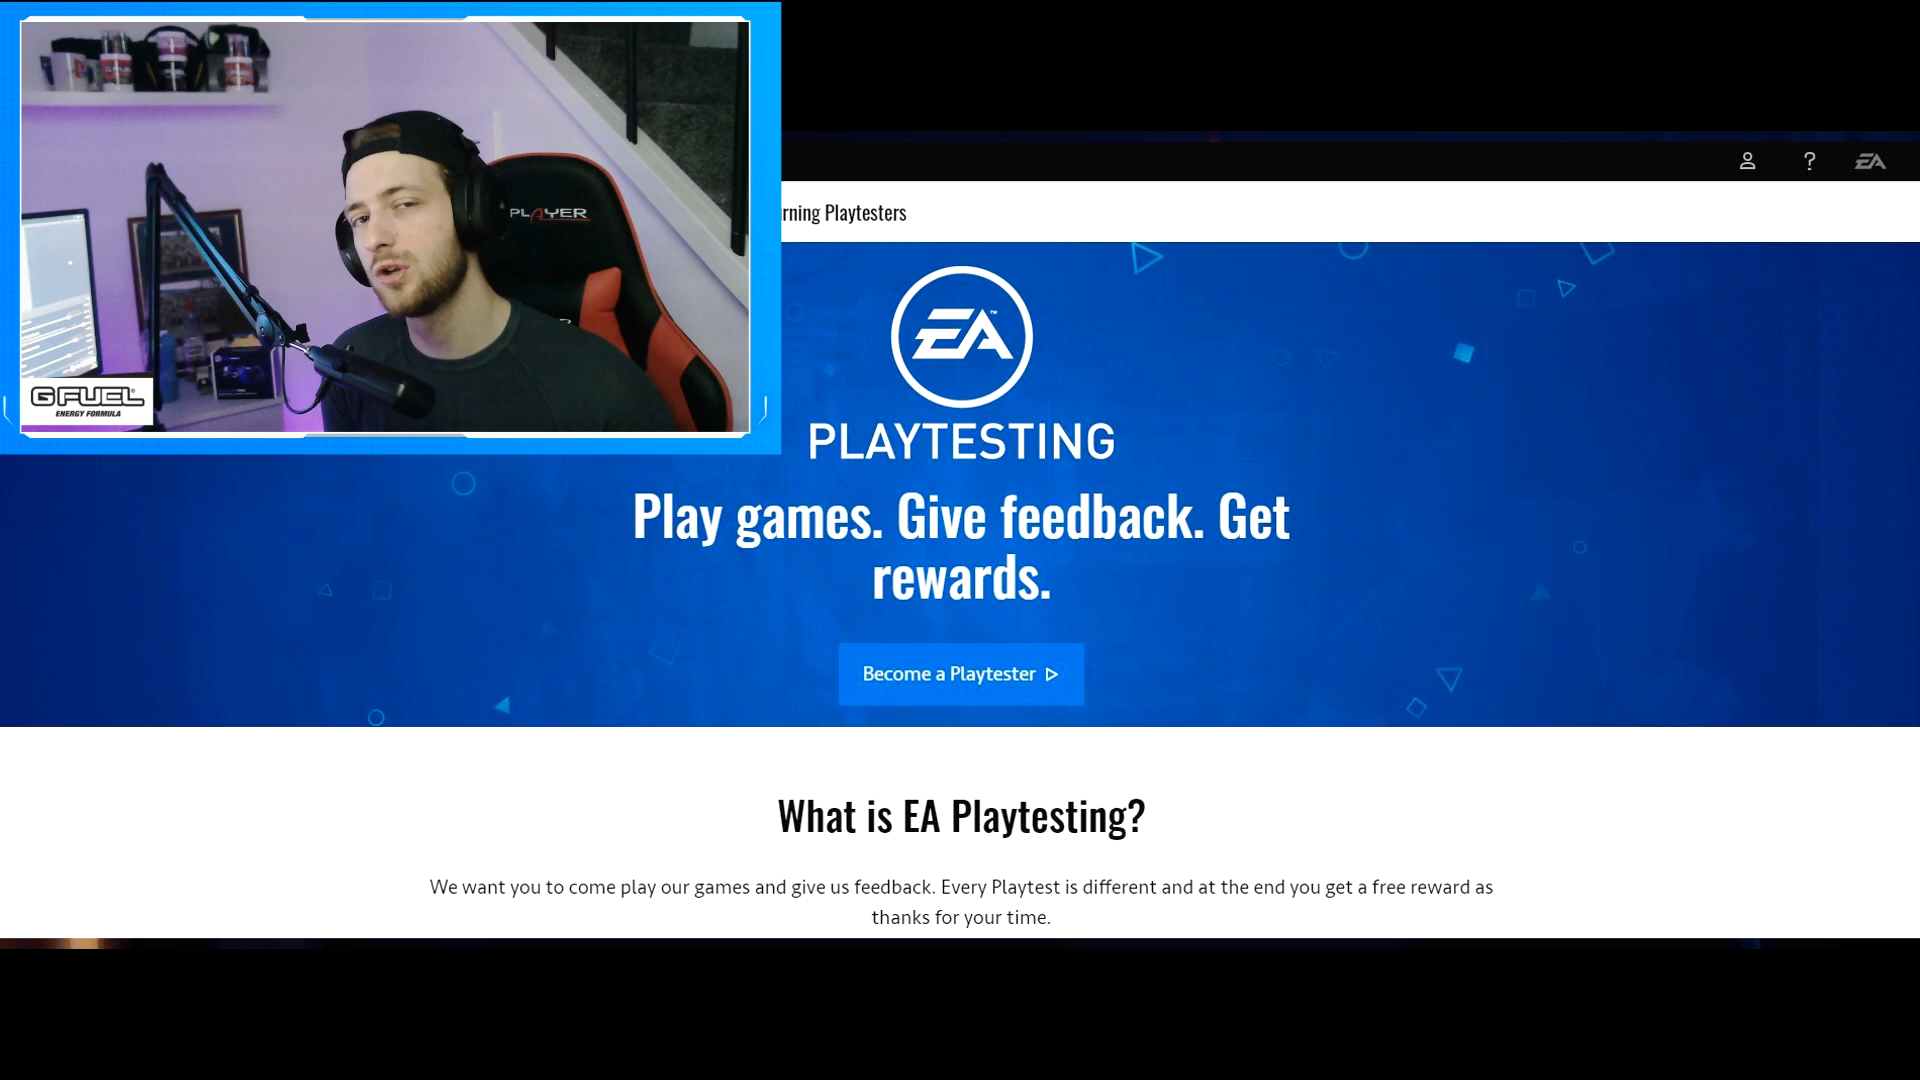 PLAYER
GFUEL
ENERGY FORMULA
EA
rning Playtesters
EA™
PLAYTESTING
Play games. Give feedback. Get
rewards.
Become a Playtester
What is EA Playtesting?
We want you to come play our games and give us feedback. Every Playtest is different and at the end you get a free reward as
thanks for your time.